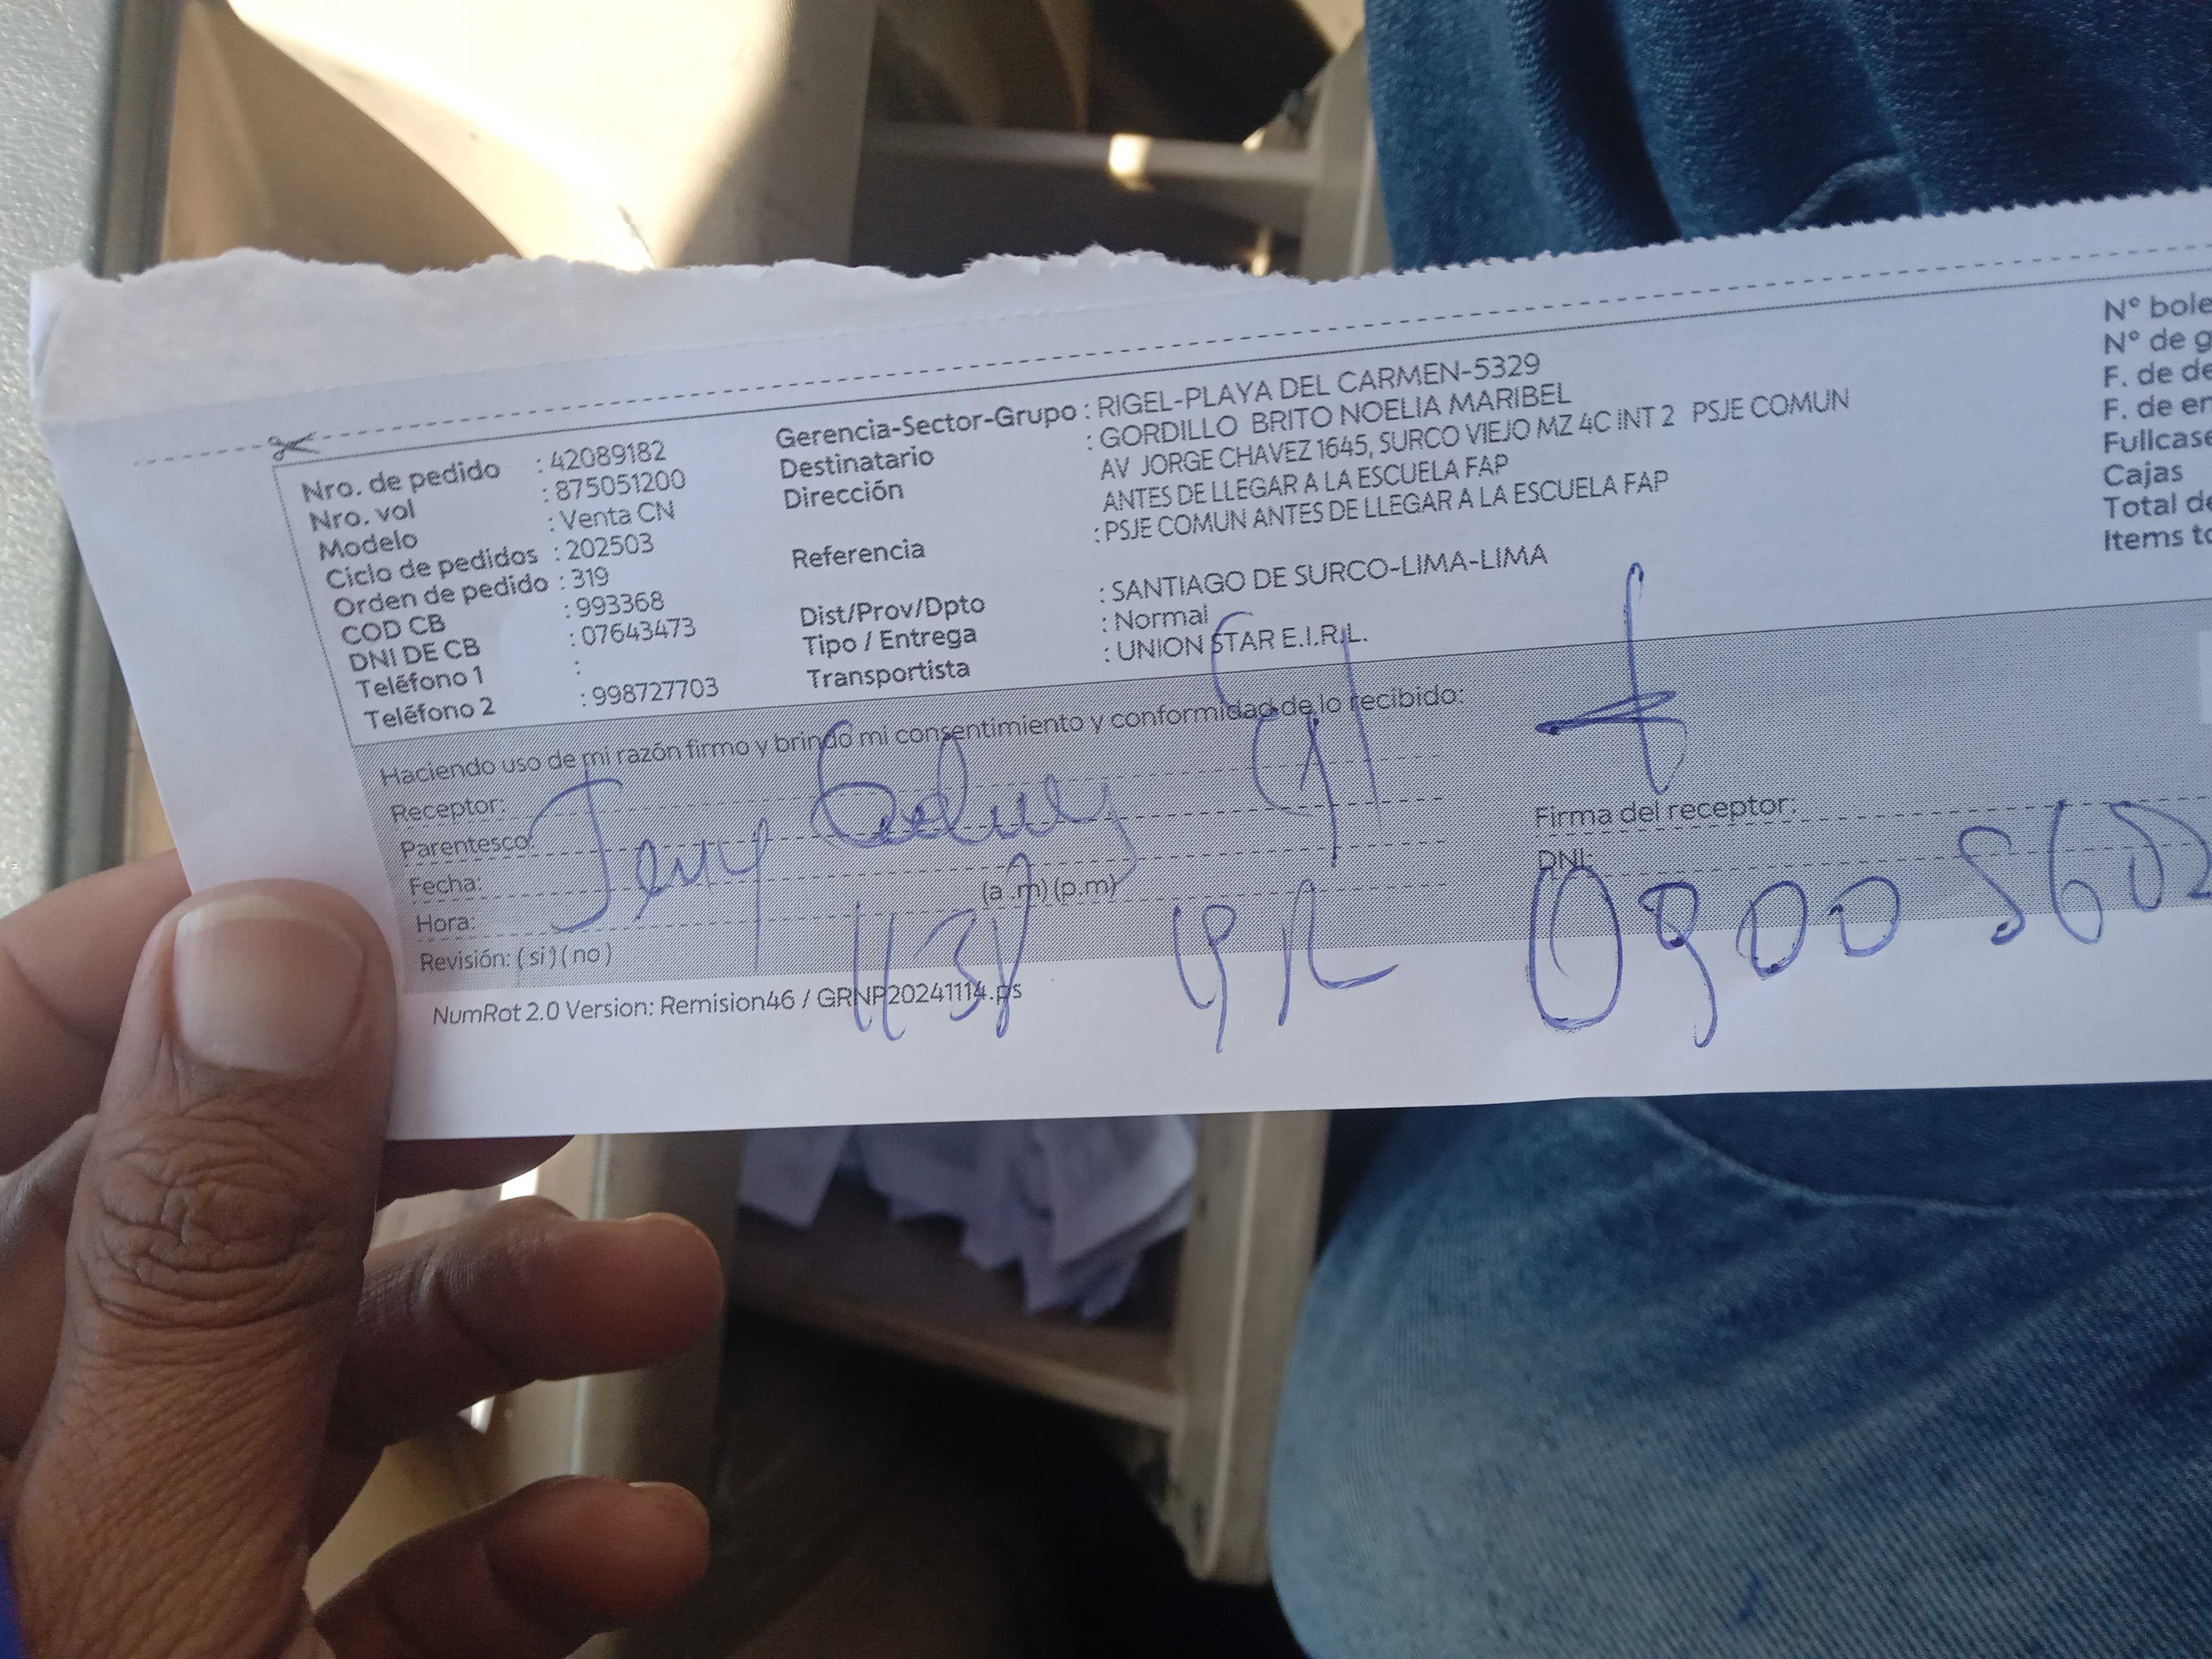 Nro. de pedido : 42089182
Nro. vol : 875051200
Modelo : Venta CN
Ciclo de pedidos : 202503
Orden de pedido : 319
COD CB : 993368
DNI DE CB : 07643473
Teléfono 1 :
Teléfono 2 : 998727703
Gerencia-Sector-Grupo : RIGEL-PLAYA DEL CARMEN-5329
Destinatario : GORDILLO BRITO NOELIA MARIBEL
Dirección AV JORGE CHAVEZ 1645, SURCO VIEJO MZ 4C INT 2 PSJE COMUN
ANTES DE LLEGAR A LA ESCUELA FAP
Referencia : PSJE COMUN ANTES DE LLEGAR A LA ESCUELA FAP
Dist/Prov/Dpto : SANTIAGO DE SURCO-LIMA-LIMA
Tipo / Entrega : Normal
Transportista : UNION STAR E.I.R.L.
N° bole
N° de g
F. de de
F. de en
Fullcase
Cajas
Total de
Items to
Haciendo uso de mi razón firmo y brindo mi consentimiento y conformidad de lo recibido:
Receptor:
Parentesco:
Fecha:
Hora: (a .m) (p.m)
Revisión: ( si ) ( no )
Firma del receptor:
DNI:
NumRot 2.0 Version: Remision46 / GRNP20241114.ps